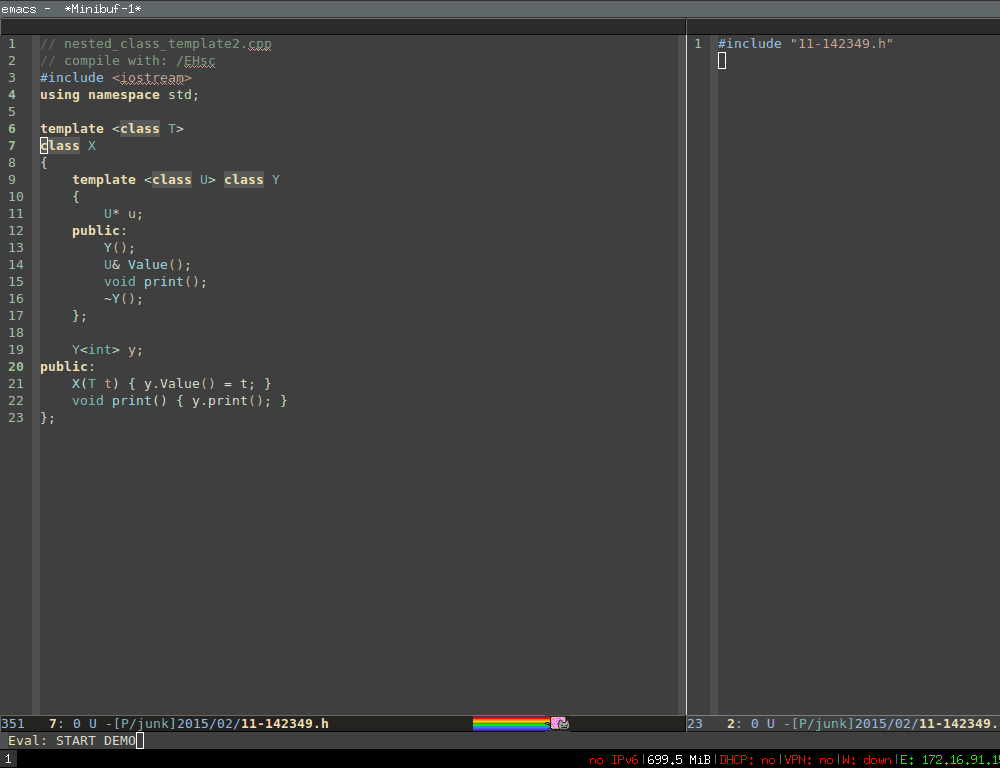 emacs - *Minibuf-1*
1 // nested_class_template2.cpp
2 // compile with: /EHsc
3 #include <iostream>
4 using namespace std;
5
6 template <class T>
7 class X
8 {
9 template <class U> class Y
10 {
11 U* u;
12 public:
13 Y();
14 U& Value();
15 void print();
16 ~Y();
17 };
18
19 Y<int> y;
20 public:
21 X(T t) { y.Value() = t; }
22 void print() { y.print(); }
23 };
1 #include "11-142349.h"
351 7: 0 U -[P/junk]2015/02/11-142349.h
23 2: 0 U -[P/junk]2015/02/11-142349.
Eval: START DEMO
1
no IPv6|699.5 MiB|DHCP: no|VPN: no|W: down|E: 172.16.91.1